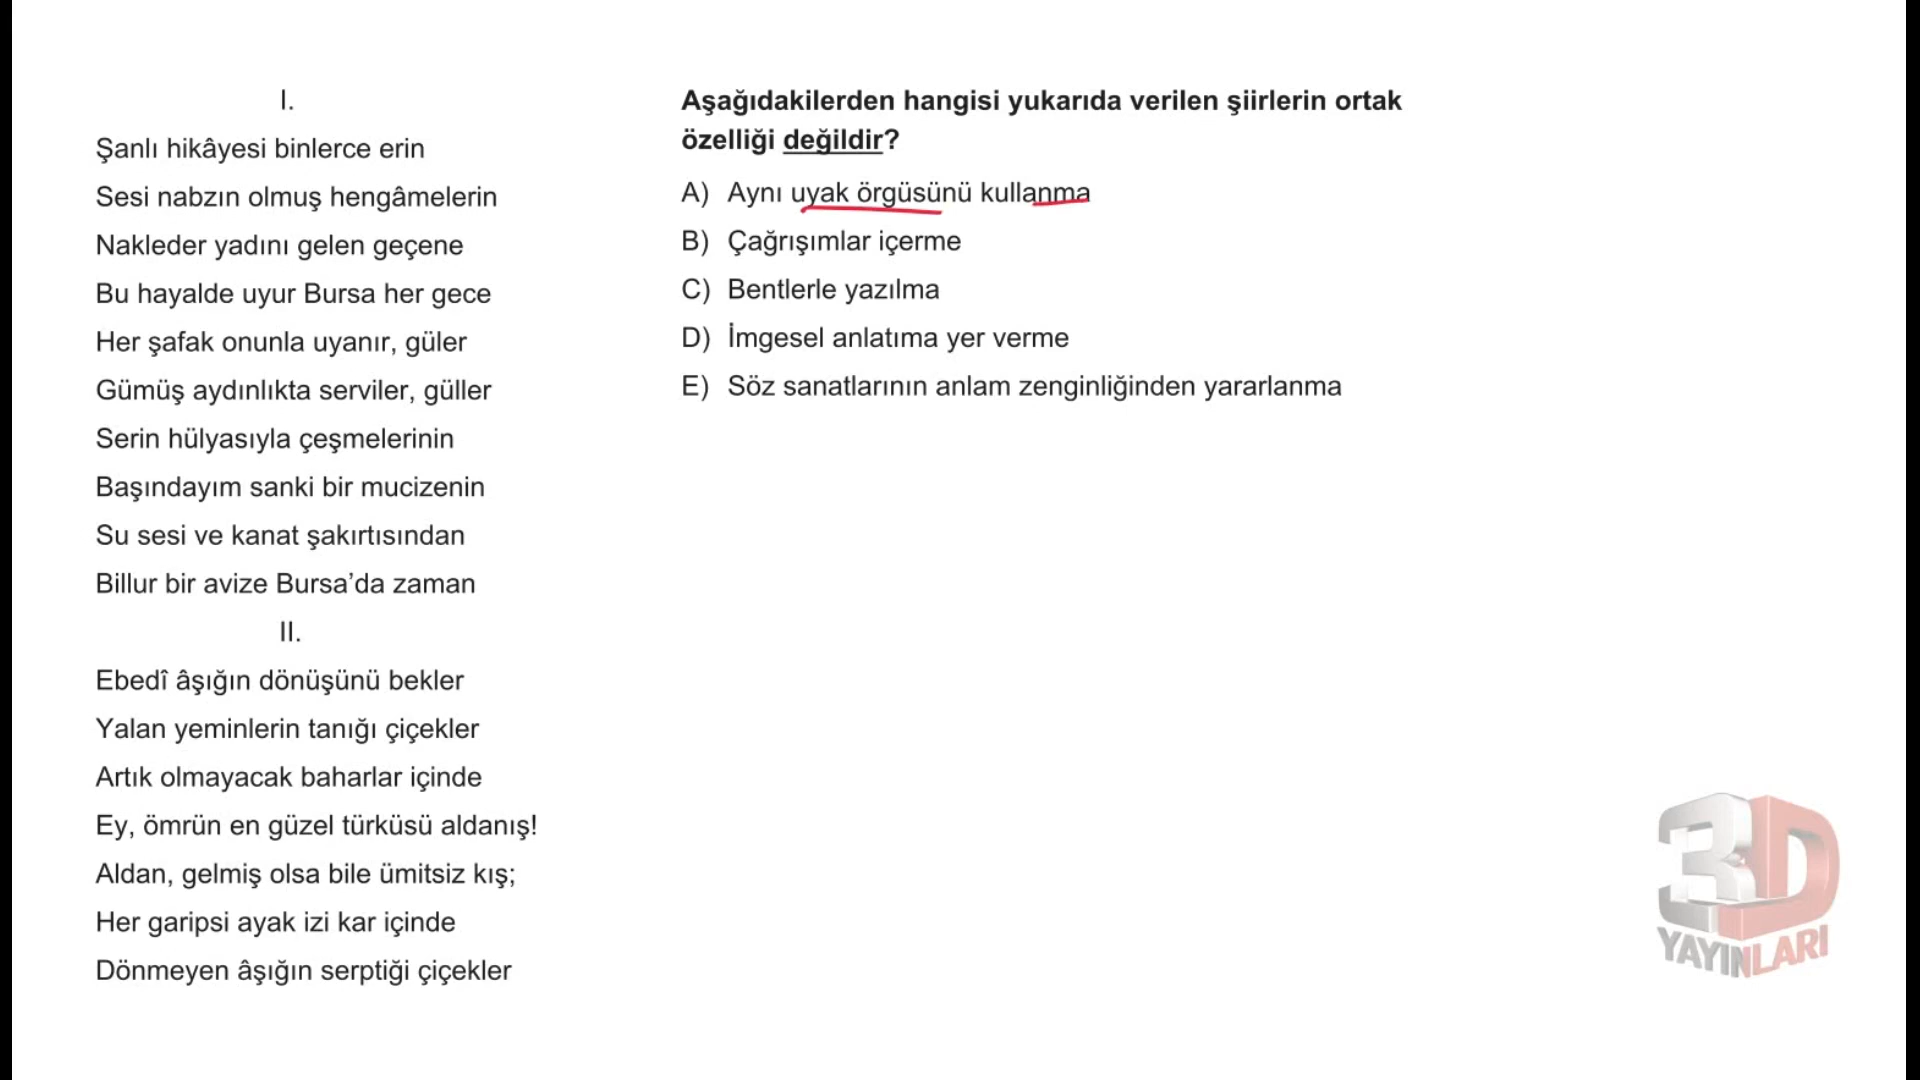 I.
Şanlı hikâyesi binlerce erin
Sesi nabzın olmuş hengâmelerin
Nakleder yadını gelen geçene
Bu hayalde uyur Bursa her gece
Her şafak onunla uyanır, güler
Gümüş aydınlıkta serviler, güller
Serin hülyasıyla çeşmelerinin
Başındayım sanki bir mucizenin
Su sesi ve kanat şakırtısından
Billur bir avize Bursa’da zaman
II.
Ebedî âşığın dönüşünü bekler
Yalan yeminlerin tanığı çiçekler
Artık olmayacak baharlar içinde
Ey, ömrün en güzel türküsü aldanış!
Aldan, gelmiş olsa bile ümitsiz kış;
Her garipsi ayak izi kar içinde
Dönmeyen âşığın serptiği çiçekler
Aşağıdakilerden hangisi yukarıda verilen şiirlerin ortak
özelliği değildir?
A) Aynı uyak örgüsünü kullanma
B) Çağrışımlar içerme
C) Bentlerle yazılma
D) İmgesel anlatıma yer verme
E) Söz sanatlarının anlam zenginliğinden yararlanma
3D
YAYINLARI